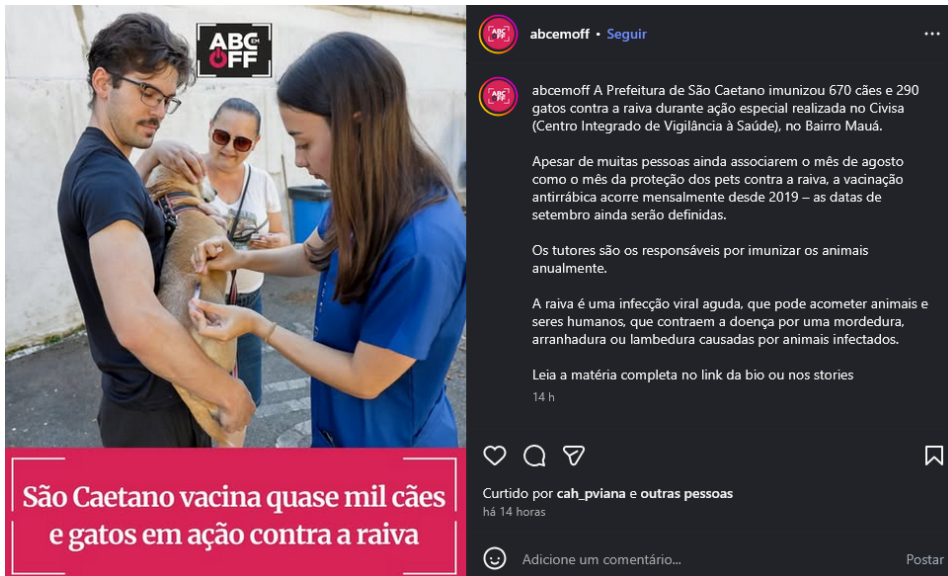 ABC EM
OFF
São Caetano vacina quase mil cães
e gatos em ação contra a raiva
abcemoff • Seguir
abcemoff A Prefeitura de São Caetano imunizou 670 cães e 290
gatos contra a raiva durante ação especial realizada no Civisa
(Centro Integrado de Vigilância à Saúde), no Bairro Mauá.
Apesar de muitas pessoas ainda associarem o mês de agosto
como o mês da proteção dos pets contra a raiva, a vacinação
antirrábica acorre mensalmente desde 2019 – as datas de
setembro ainda serão definidas.
Os tutores são os responsáveis por imunizar os animais
anualmente.
A raiva é uma infecção viral aguda, que pode acometer animais e
seres humanos, que contraem a doença por uma mordedura,
arranhadura ou lambedura causadas por animais infectados.
Leia a matéria completa no link da bio ou nos stories
14 h
Curtido por cah_pviana e outras pessoas
há 14 horas
Adicione um comentário...
Postar